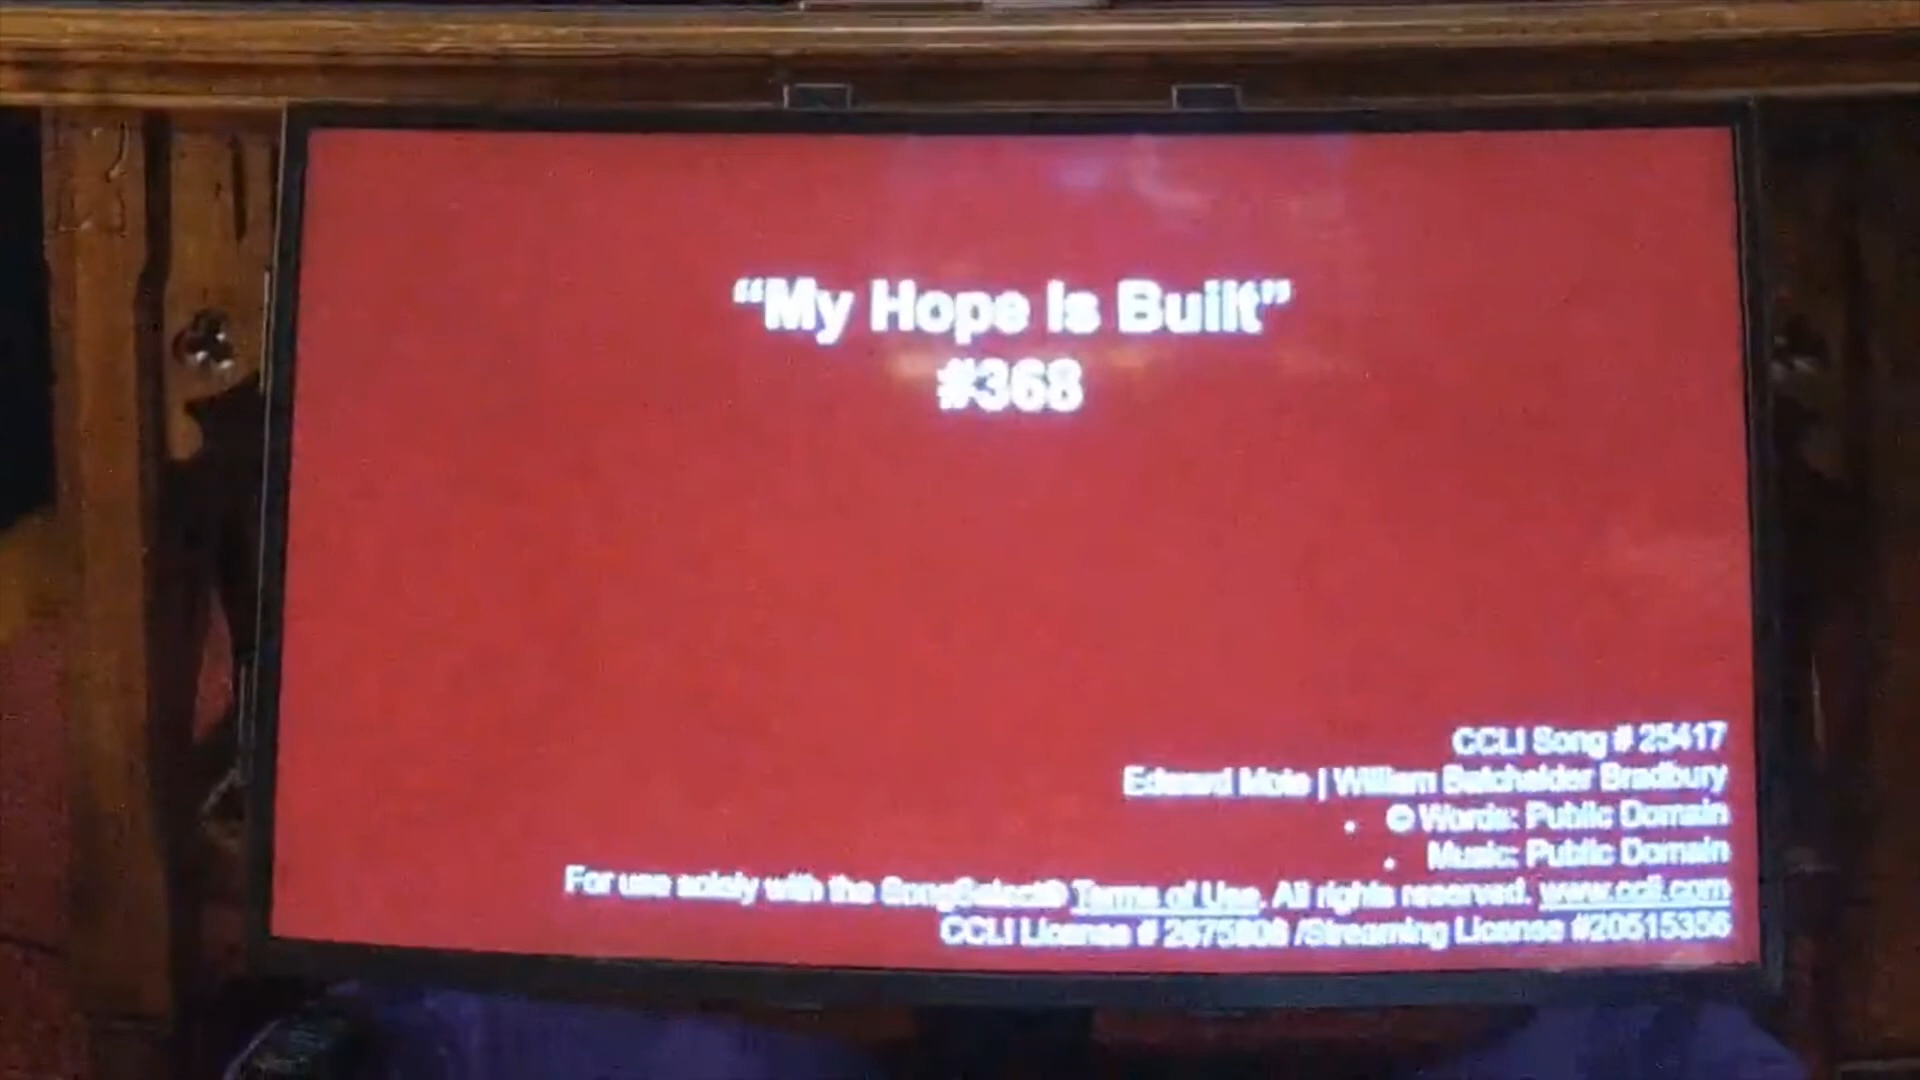 “My Hope Is Built”
#368
CCLI Song # 25417
Edward Mote | William Batchelder Bradbury
• © Words: Public Domain
• Music: Public Domain
For use solely with the SongSelect® Terms of Use. All rights reserved. www.ccli.com
CCLI License # /Streaming License #20515356